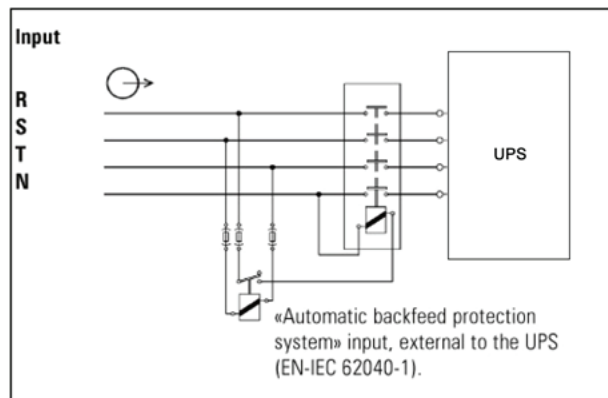 Input
R
S
T
N
UPS
«Automatic backfeed protection
system» input, external to the UPS
(EN-IEC 62040-1).